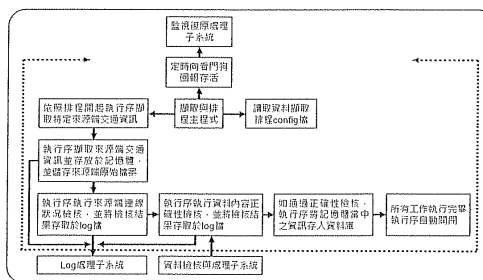 監視復原處理
子系統
定時向看門狗
回報存活
依照排程開起執行序擷取
特定來源端交通資訊
擷取與排
程主程式
讀取資料擷取
排程config檔
執行序擷取來源端交通
資訊並存放於記憶體，
並儲存來源端原始檔案
執行序執行來源端連線
狀況檢核，並將檢核結
果存取於log檔
執行序執行資料內容正
確性檢核，並將檢核結
果存取於log檔
如通過正確性檢核，
執行序將記憶體當中
之資訊存入資料庫
所有工作執行完畢
執行序自動關閉
Log處理子系統
資料檢核與處理子系統